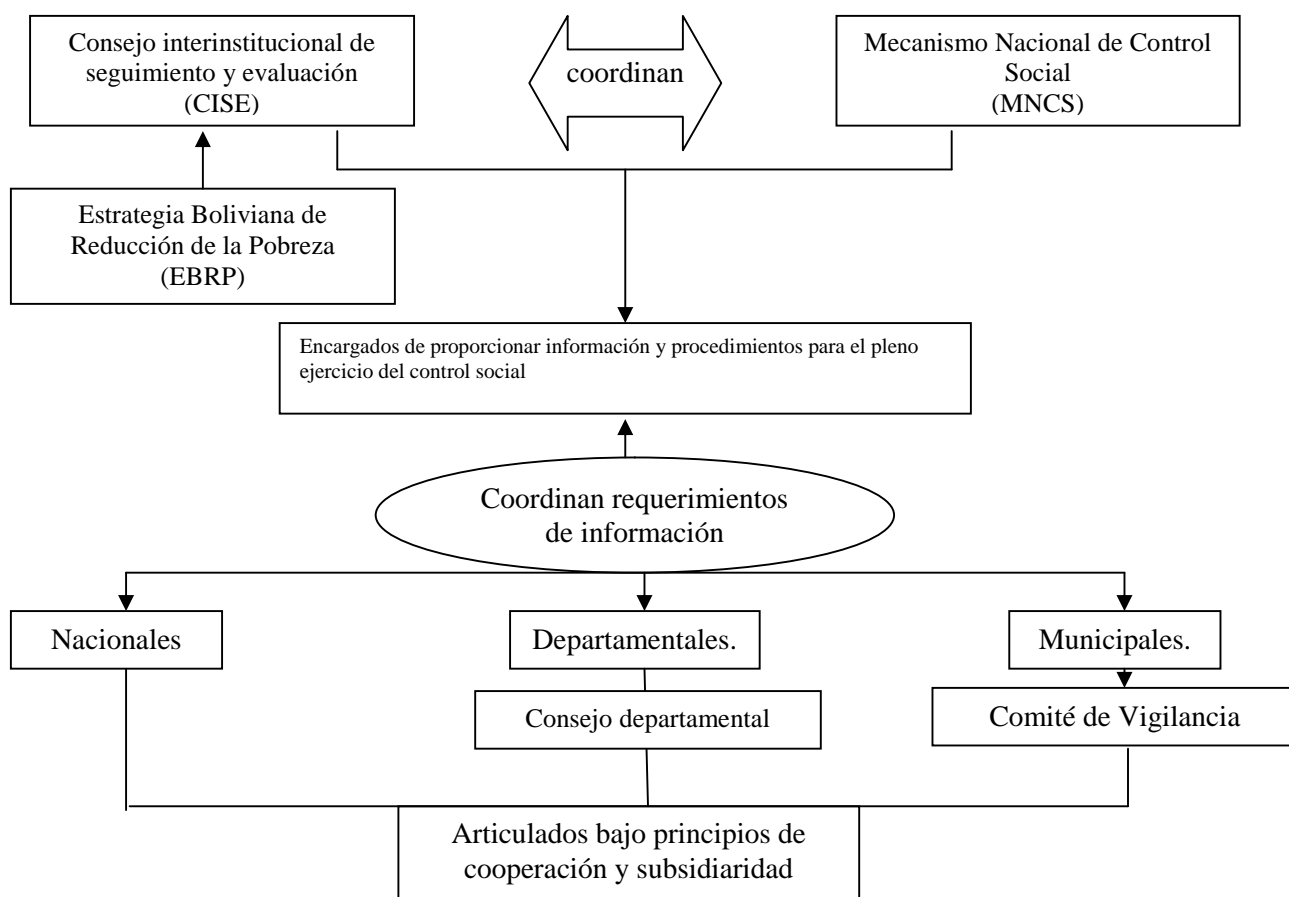 Consejo interinstitucional de
seguimiento y evaluación
(CISE)
coordinan
Mecanismo Nacional de Control
Social
(MNCS)
Estrategia Boliviana de
Reducción de la Pobreza
(EBRP)
Encargados de proporcionar información y procedimientos para el pleno
ejercicio del control social
Coordinan requerimientos
de información
Nacionales
Departamentales.
Municipales.
Consejo departamental
Comité de Vigilancia
Articulados bajo principios de
cooperación y subsidiaridad